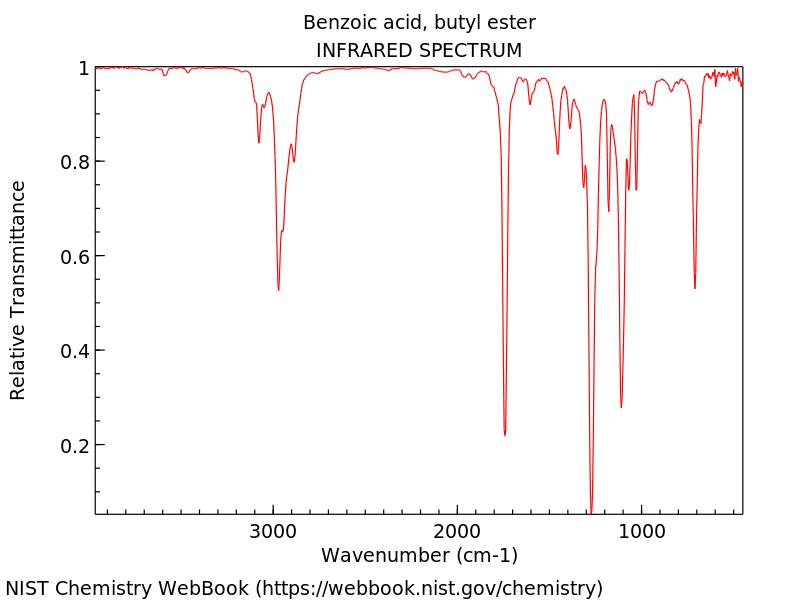 Benzoic acid, butyl ester
INFRARED SPECTRUM
1
0.8
0.6
0.4
0.2
Relative Transmittance
3000 2000 1000
Wavenumber (cm-1)
NIST Chemistry WebBook (https://webbook.nist.gov/chemistry)